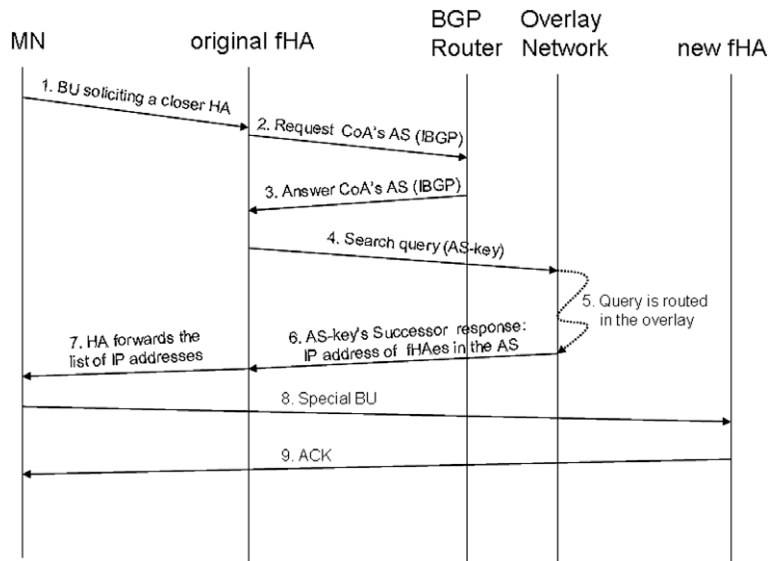 MN
original fHA
BGP
Router
Overlay
Network
new fHA
1. BU soliciting a closer HA
2. Request CoA's AS (IBGP)
3. Answer CoA's AS (IBGP)
4. Search query (AS-key)
5. Query is routed
in the overlay
6. AS-key's Successor response:
IP address of fHAes in the AS
7. HA forwards the
list of IP addresses
8. Special BU
9. ACK